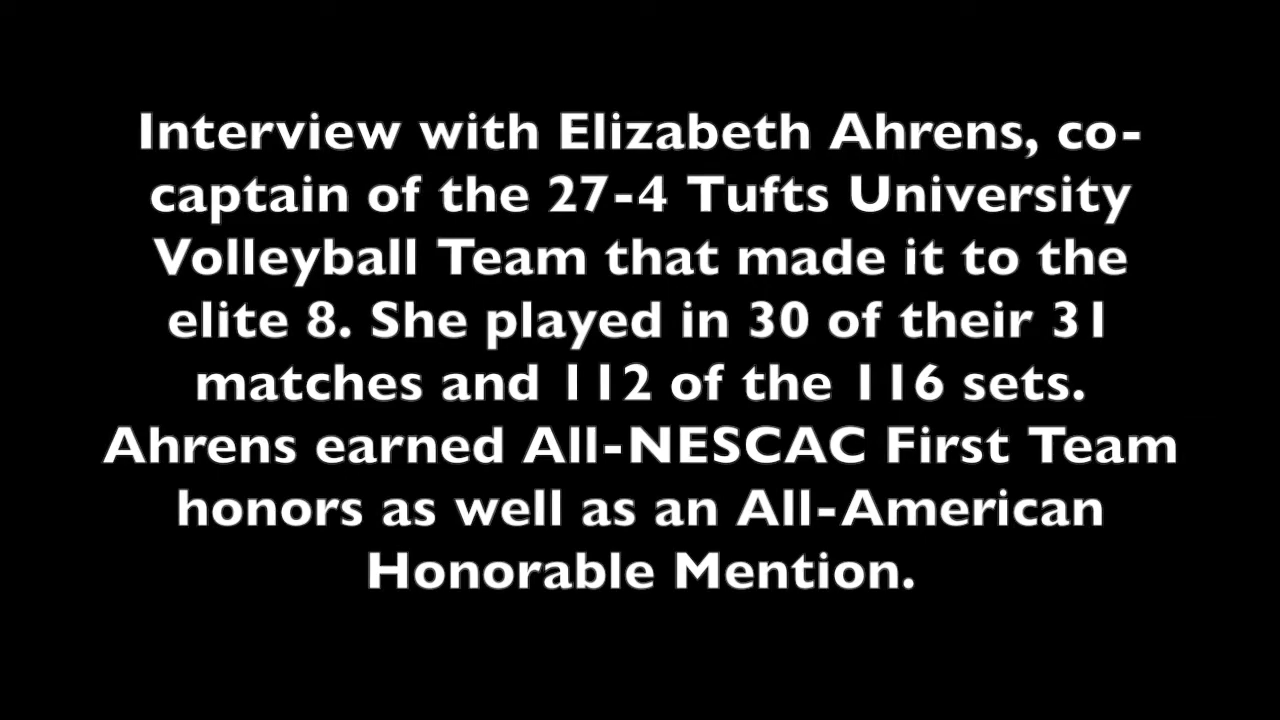 Interview with Elizabeth Ahrens, co-
captain of the 27-4 Tufts University
Volleyball Team that made it to the
elite 8. She played in 30 of their 31
matches and 112 of the 116 sets.
Ahrens earned All-NESCAC First Team
honors as well as an All-American
Honorable Mention.